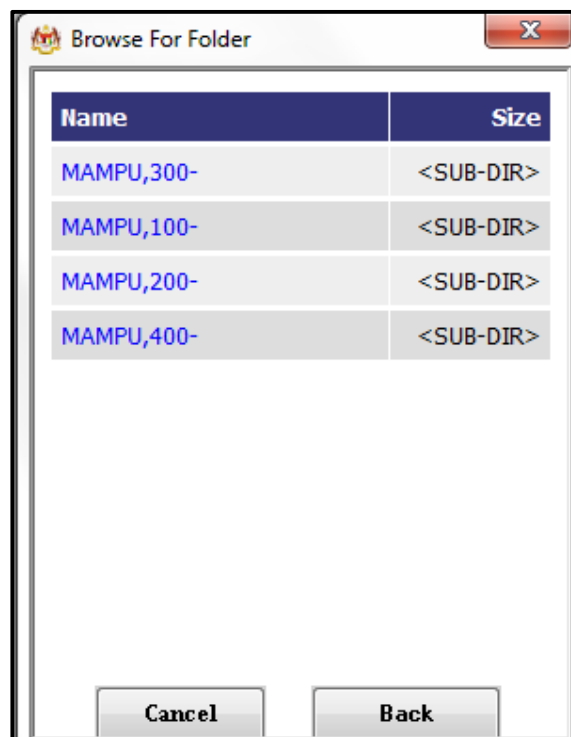 Browse For Folder
Name Size
MAMPU,300- <SUB-DIR>
MAMPU,100- <SUB-DIR>
MAMPU,200- <SUB-DIR>
MAMPU,400- <SUB-DIR>
Cancel Back